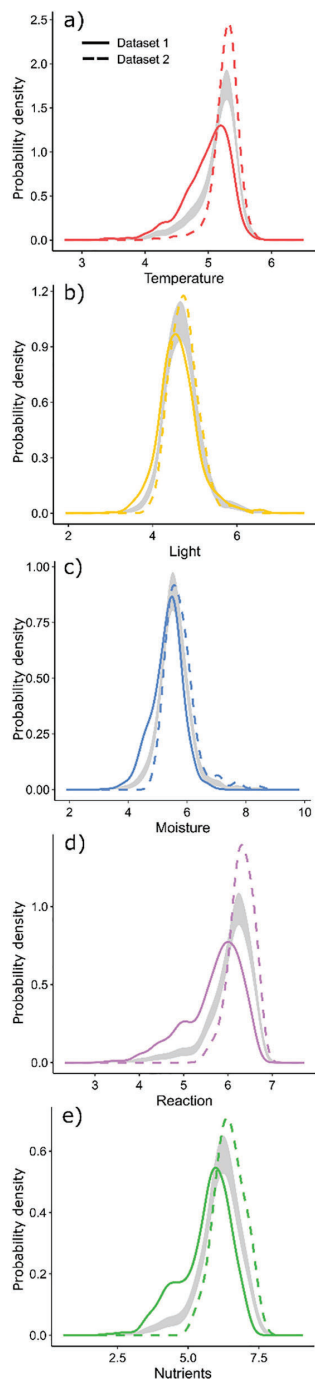 a)
Dataset 1
Dataset 2
Probability density
2.5
2.0
1.5
1.0
0.5
0.0
3 4 5 6
Temperature
b)
Probability density
1.2
0.9
0.6
0.3
0.0
2 4 6
Light
c)
Probability density
1.00
0.75
0.50
0.25
0.00
2 4 6 8 10
Moisture
d)
Probability density
1.0
0.5
0.0
3 4 5 6 7
Reaction
e)
Probability density
0.6
0.4
0.2
0.0
2.5 5.0 7.5
Nutrients